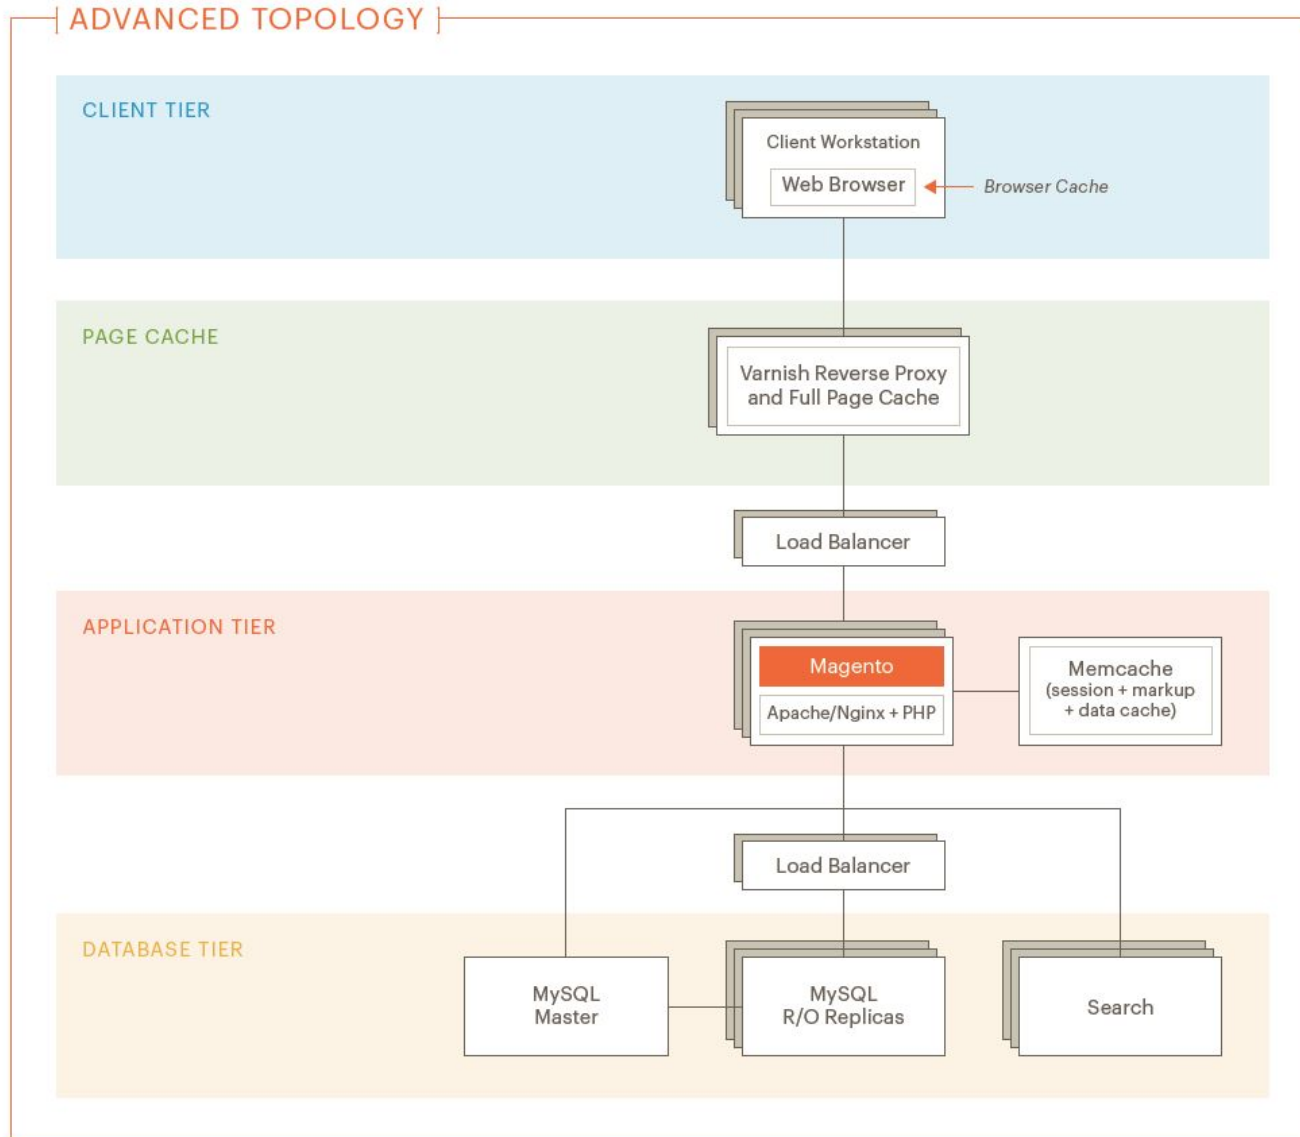 ADVANCED TOPOLOGY
CLIENT TIER
Client Workstation
Web Browser
Browser Cache
PAGE CACHE
Varnish Reverse Proxy
and Full Page Cache
Load Balancer
APPLICATION TIER
Magento
Apache/Nginx + PHP
Memcache
(session + markup
+ data cache)
Load Balancer
DATABASE TIER
MySQL
Master
MySQL
R/O Replicas
Search